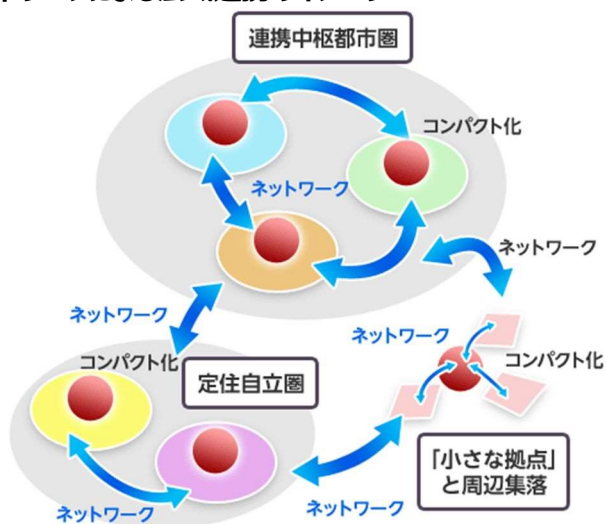 連携中枢都市圏
コンパクト化
ネットワーク
ネットワーク
ネットワーク
ネットワーク
コンパクト化
コンパクト化
定住自立圏
「小さな拠点」
と周辺集落
ネットワーク
ネットワーク